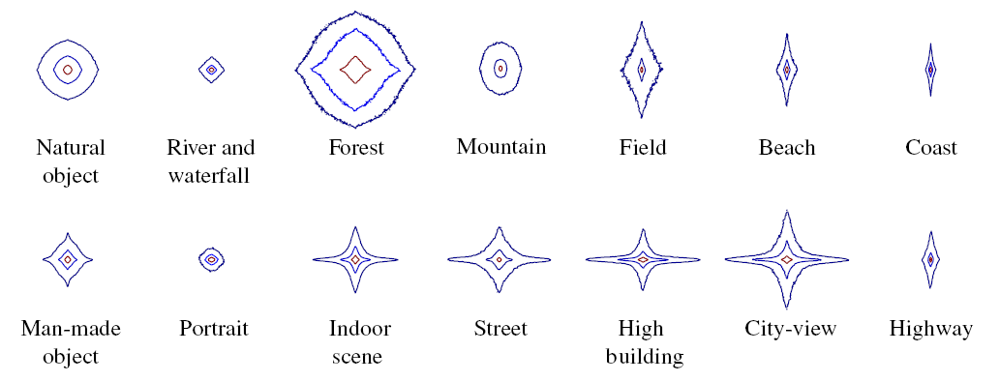 Natural River and Forest Mountain Field Beach Coast
object waterfall
Man-made Portrait Indoor Street High City-view Highway
object scene building